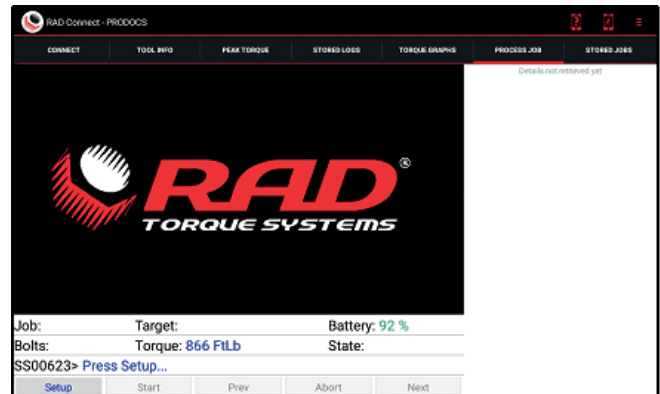 RAD Connect - PRODOCS
CONNECT TOOL INFO PEAK TORQUE STORED LOGS TORQUE GRAPHS PROCESS JOB STORED JOBS
Details not retrieved yet
RAD®
TORQUE SYSTEMS
Job: Target: Battery: 92 %
Bolts: Torque: 866 FtLb State:
SS00623> Press Setup...
Setup Start Prev Abort Next